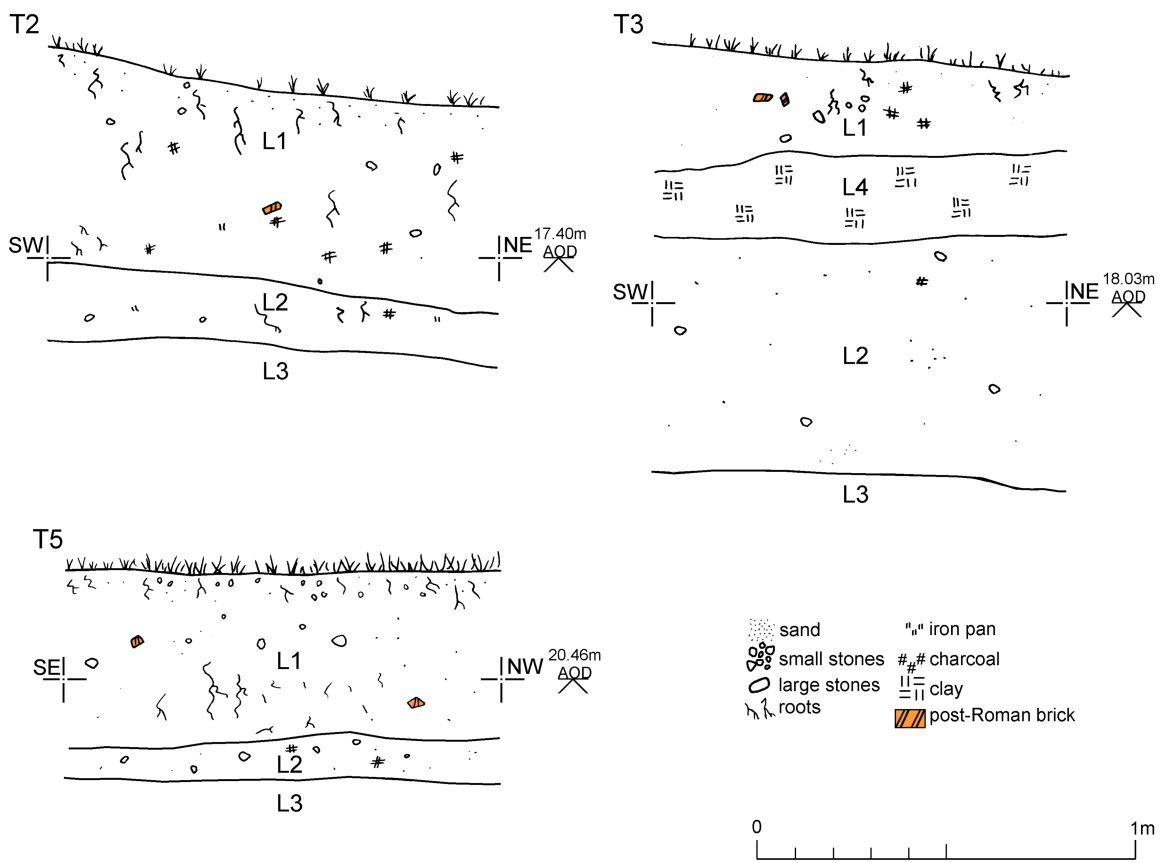 T2
L1
SW
NE
17.40m
AOD
L2
L3
T3
L1
L4
SW
NE
18.03m
AOD
L2
L3
T5
L1
SE
NW
20.46m
AOD
L2
L3
sand
small stones
large stones
roots
iron pan
charcoal
clay
post-Roman brick
0
1m